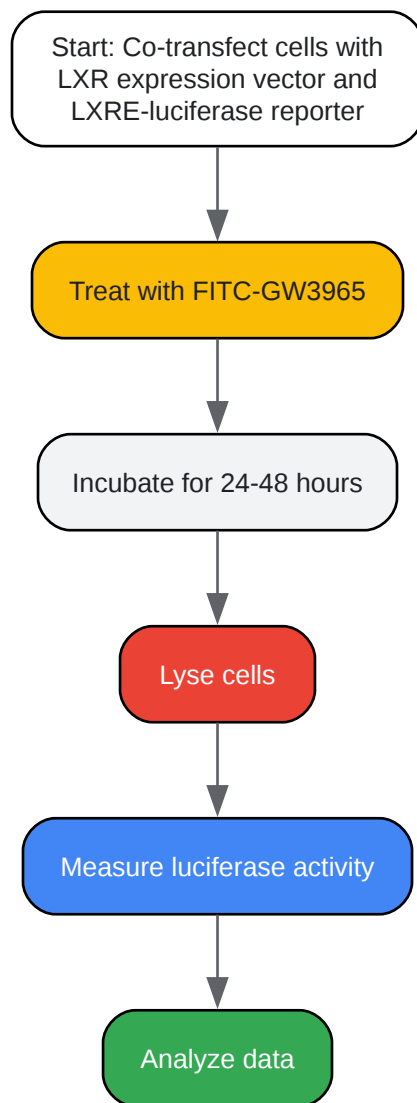 Start: Co-transfect cells with
LXR expression vector and
LXRE-luciferase reporter
Treat with FITC-GW3965
Incubate for 24-48 hours
Lyse cells
Measure luciferase activity
Analyze data